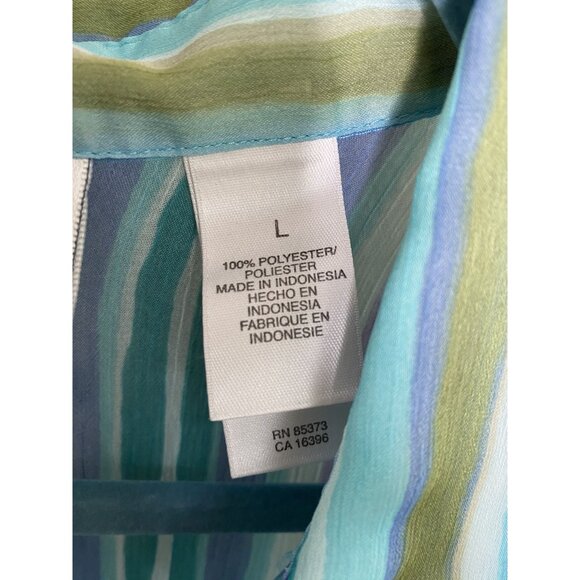 L
100% POLYESTER/
POLIESTER
MADE IN INDONESIA
HECHO EN
INDONESIA
FABRIQUE EN
INDONESIE
RN 85373
CA 16396